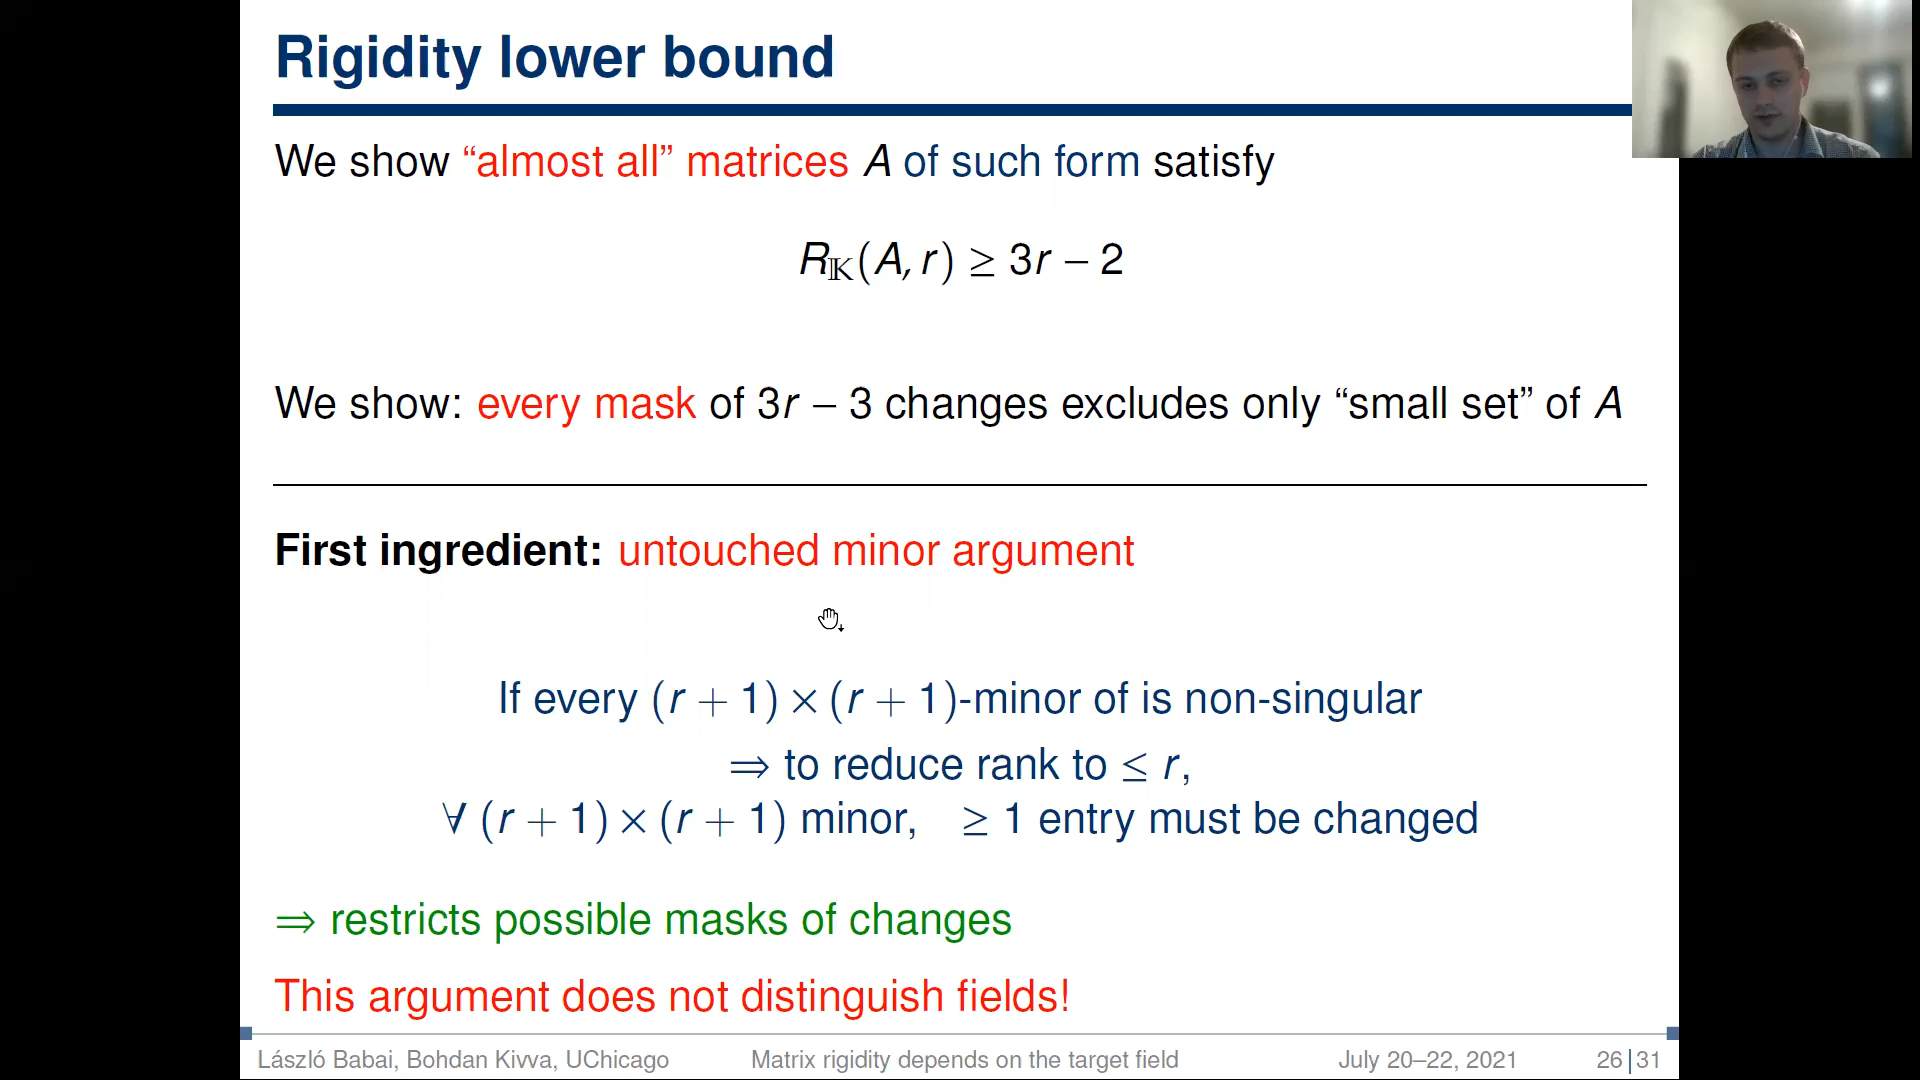 Rigidity lower bound
We show “almost all” matrices A of such form satisfy
R𝕂(A, r) ≥ 3r − 2
We show: every mask of 3r − 3 changes excludes only “small set” of A
First ingredient: untouched minor argument
If every (r + 1) × (r + 1)-minor of is non-singular
⇒ to reduce rank to ≤ r,
∀ (r + 1) × (r + 1) minor, ≥ 1 entry must be changed
⇒ restricts possible masks of changes
This argument does not distinguish fields!
László Babai, Bohdan Kivva, UChicago Matrix rigidity depends on the target field July 20–22, 2021 26|31